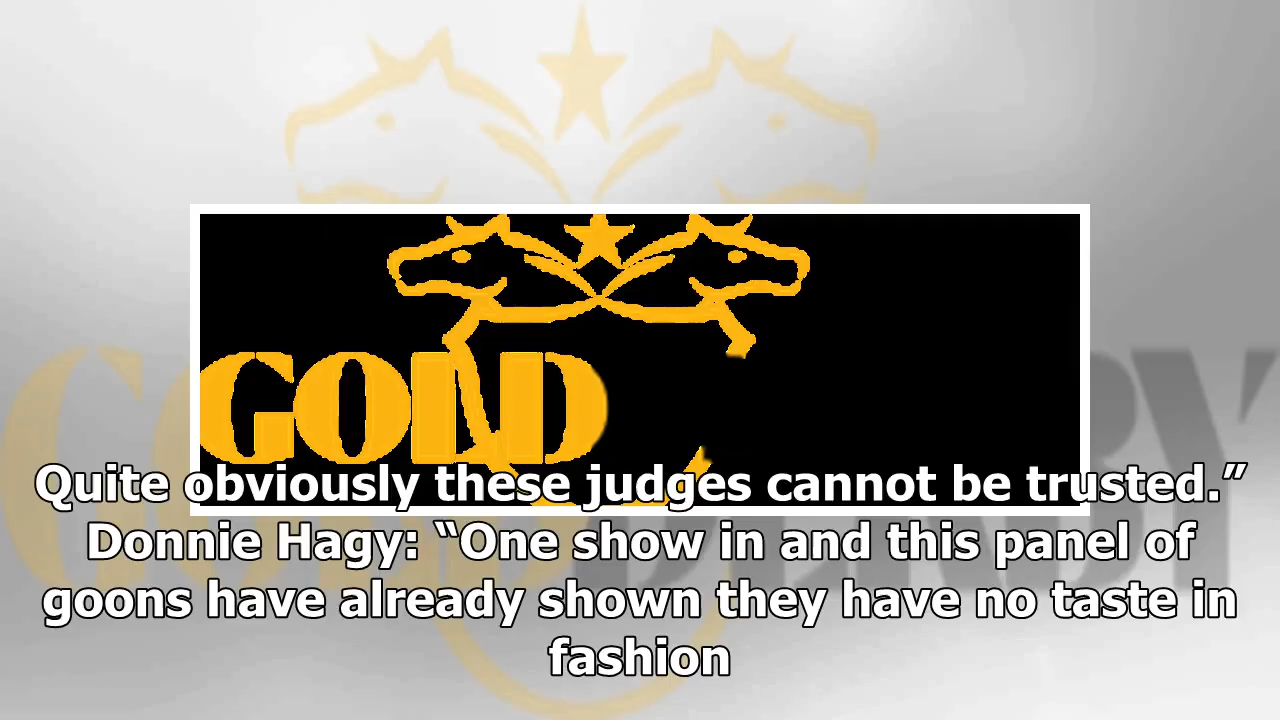 GOLD
Quite obviously these judges cannot be trusted.”
Donnie Hagy: “One show in and this panel of
goons have already shown they have no taste in
fashion